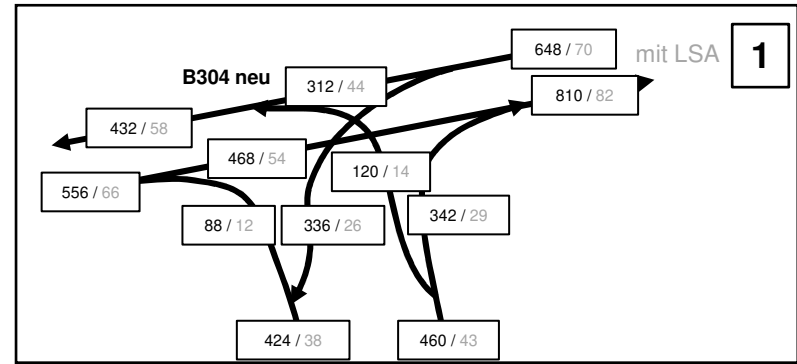 648 / 70
mit LSA
1
B304 neu
312 / 44
810 / 82
432 / 58
468 / 54
120 / 14
556 / 66
88 / 12
336 / 26
342 / 29
424 / 38
460 / 43